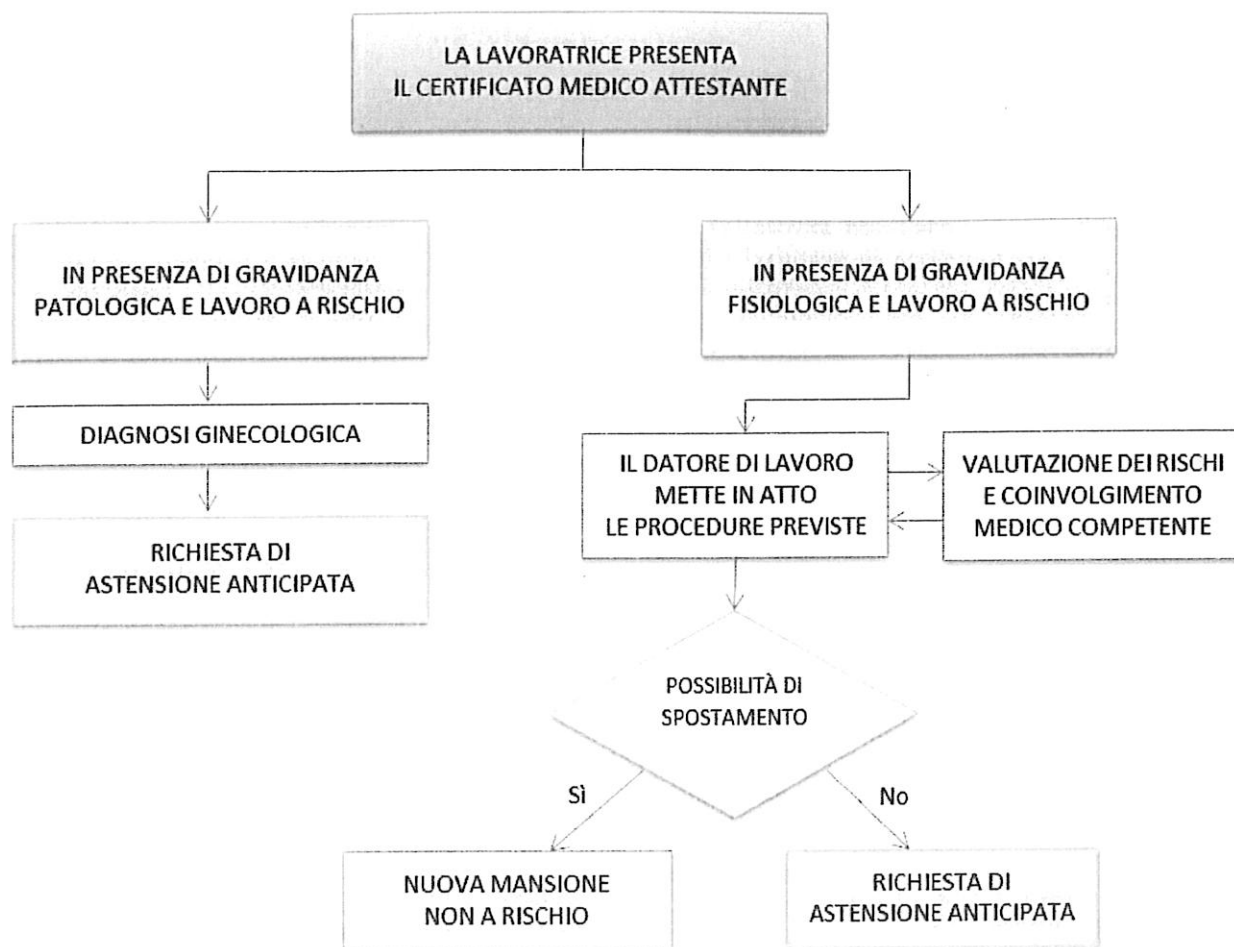 LA LAVORATRICE PRESENTA
IL CERTIFICATO MEDICO ATTESTANTE
IN PRESENZA DI GRAVIDANZA
PATOLOGICA E LAVORO A RISCHIO
IN PRESENZA DI GRAVIDANZA
FISIOLOGICA E LAVORO A RISCHIO
DIAGNOSI GINECOLOGICA
IL DATORE DI LAVORO
METTE IN ATTO
LE PROCEDURE PREVISTE
VALUTAZIONE DEI RISCHI
E COINVOLGIMENTO
MEDICO COMPETENTE
RICHIESTA DI
ASTENSIONE ANTICIPATA
POSSIBILITÀ DI
SPOSTAMENTO
Sì
No
NUOVA MANSIONE
NON A RISCHIO
RICHIESTA DI
ASTENSIONE ANTICIPATA